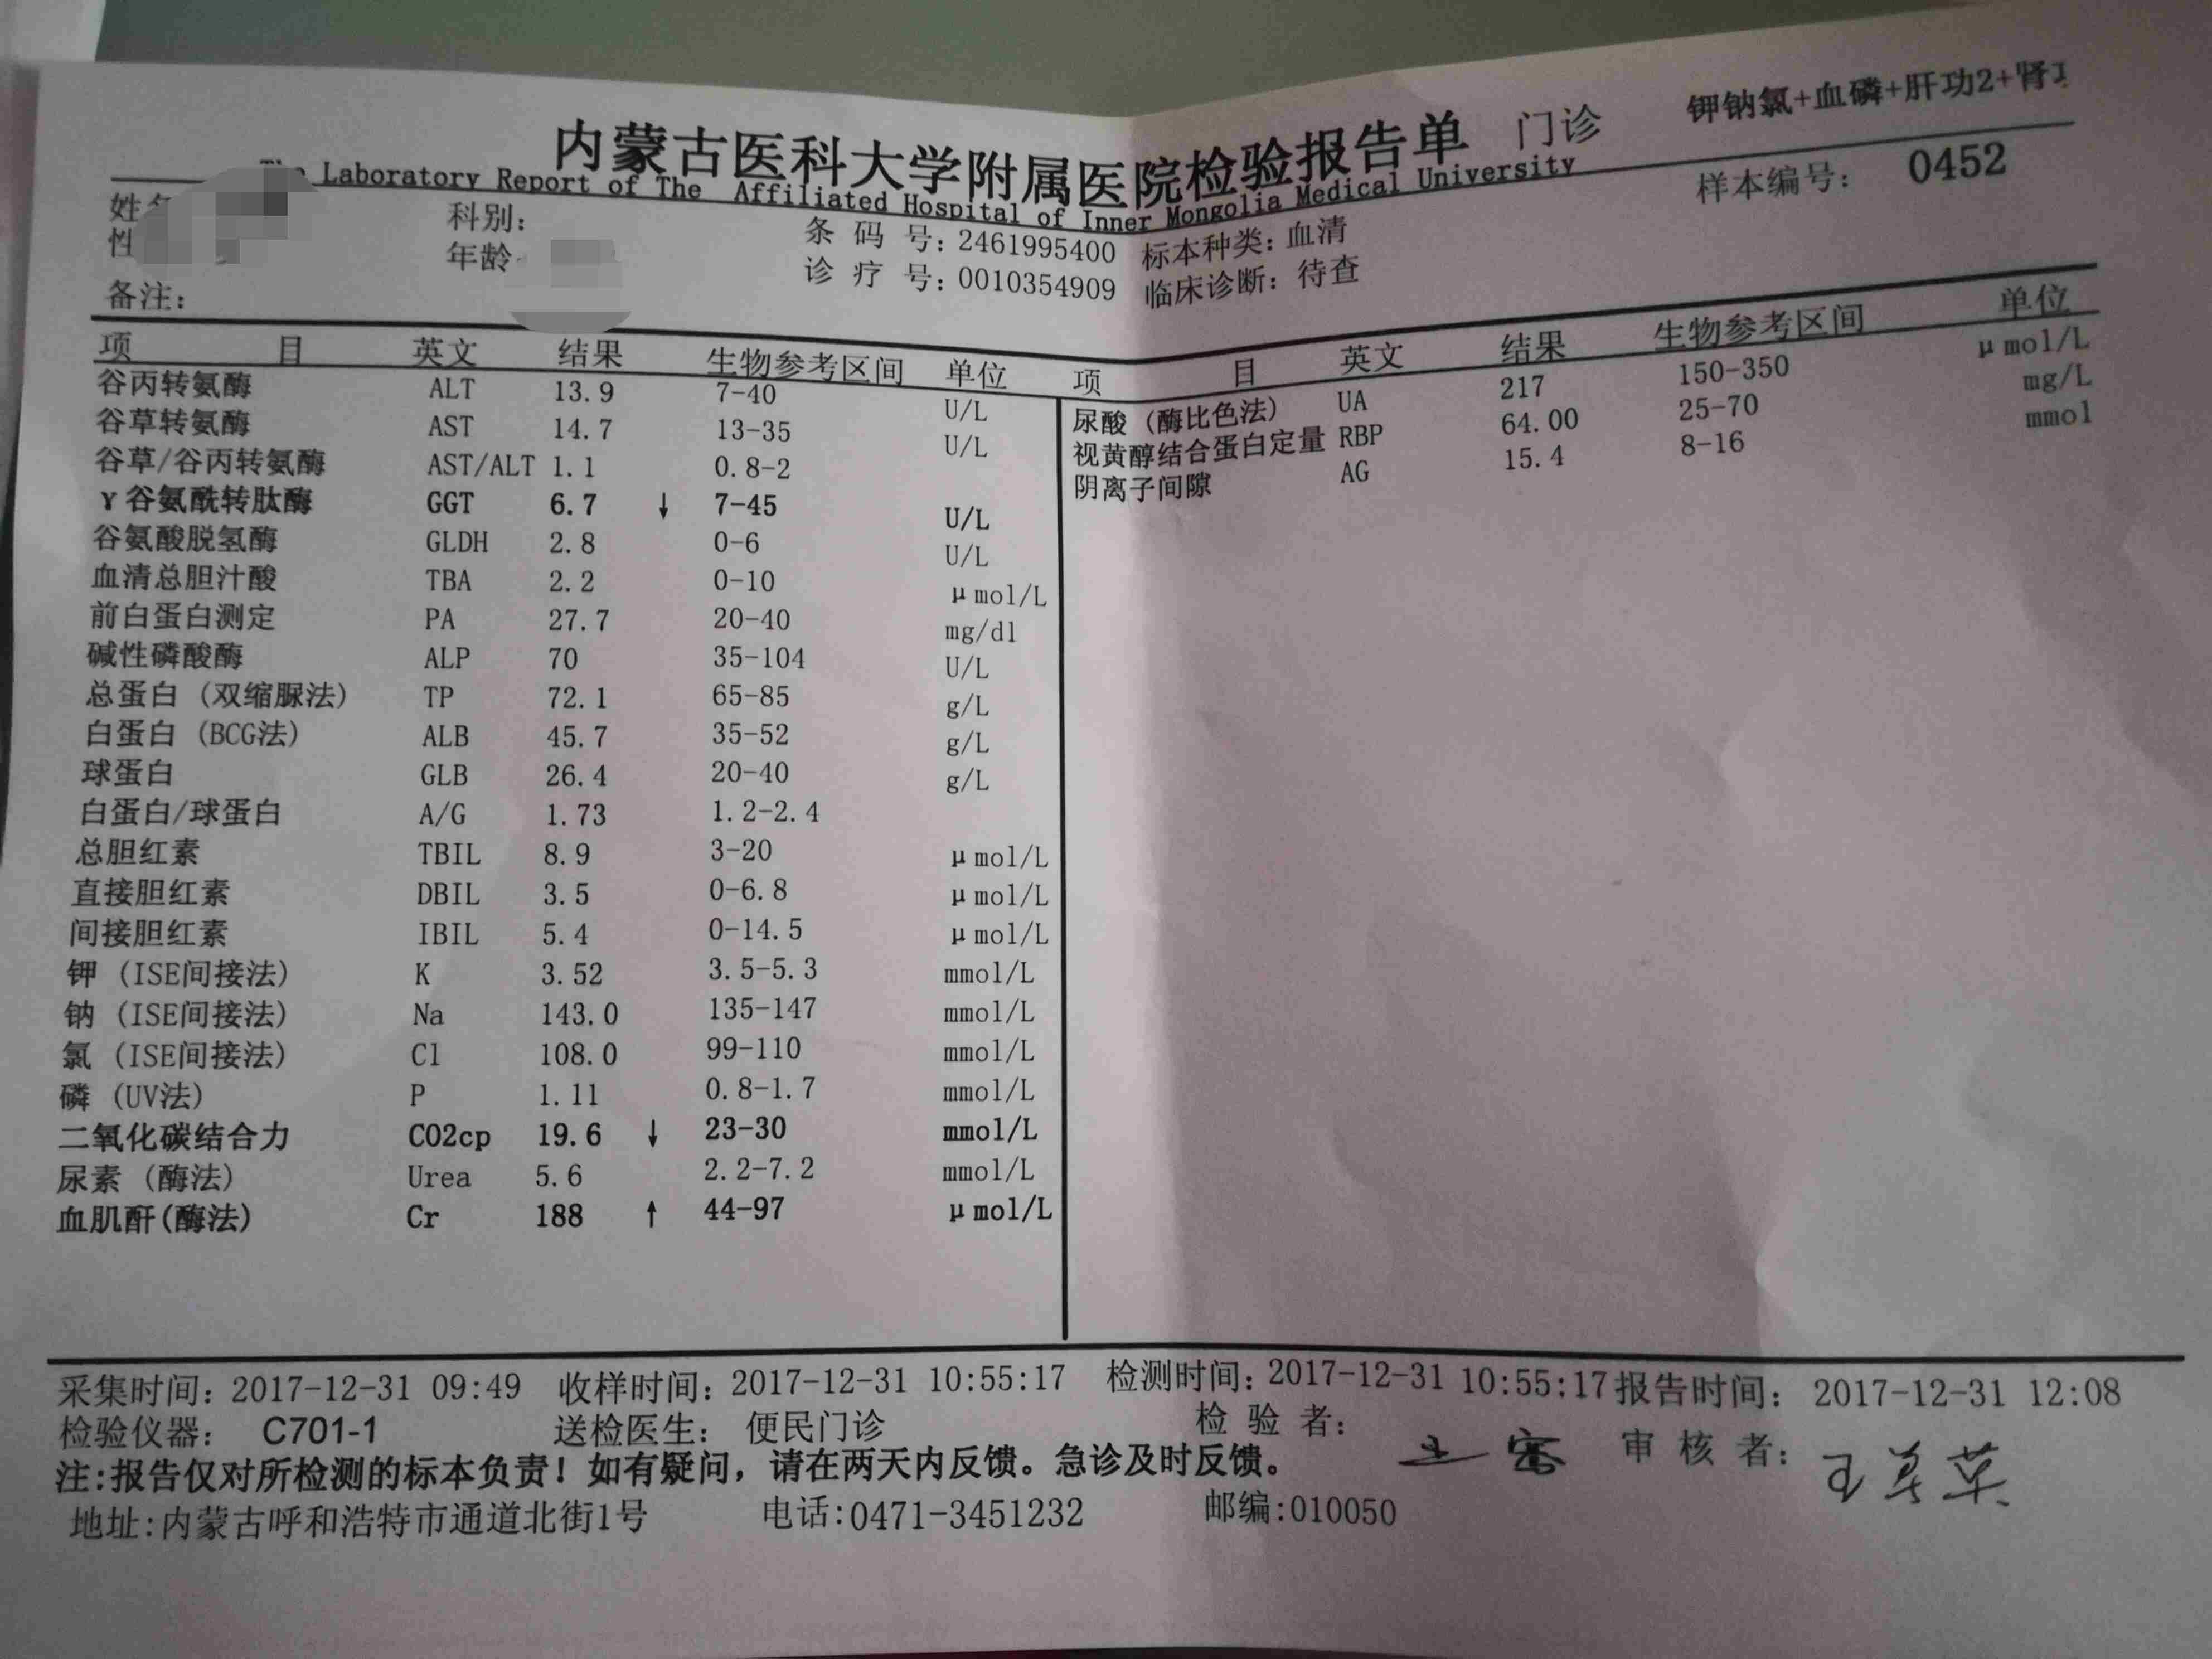 钾钠氯+血磷+肝功2+肾
内蒙古医科大学附属医院检验报告单 门诊
Laboratory Report of The Affiliated Hospital of Inner Mongolia Medical University
样本编号: 0452
科别: 条码号:2461995400 标本种类:血清
年龄 诊疗号:0010354909 临床诊断:待查
备注:
项目 英文 结果 生物参考区间 单位
谷丙转氨酶 ALT 13.9 7-40 U/L
谷草转氨酶 AST 14.7 13-35 U/L
谷草/谷丙转氨酶 AST/ALT 1.1 0.8-2
γ谷氨酰转肽酶 GGT 6.7 ↓ 7-45 U/L
谷氨酸脱氢酶 GLDH 2.8 0-6 U/L
血清总胆汁酸 TBA 2.2 0-10 μmol/L
前白蛋白测定 PA 27.7 20-40 mg/dl
碱性磷酸酶 ALP 70 35-104 U/L
总蛋白(双缩脲法) TP 72.1 65-85 g/L
白蛋白(BCG法) ALB 45.7 35-52 g/L
球蛋白 GLB 26.4 20-40 g/L
白蛋白/球蛋白 A/G 1.73 1.2-2.4
总胆红素 TBIL 8.9 3-20 μmol/L
直接胆红素 DBIL 3.5 0-6.8 μmol/L
间接胆红素 IBIL 5.4 0-14.5 μmol/L
钾(ISE间接法) K 3.52 3.5-5.3 mmol/L
钠(ISE间接法) Na 143.0 135-147 mmol/L
氯(ISE间接法) Cl 108.0 99-110 mmol/L
磷(UV法) P 1.11 0.8-1.7 mmol/L
二氧化碳结合力 CO2cp 19.6 ↓ 23-30 mmol/L
尿素(酶法) Urea 5.6 2.2-7.2 mmol/L
血肌酐(酶法) Cr 188 ↑ 44-97 μmol/L
项目 英文 结果 生物参考区间 单位
尿酸(酶比色法) UA 217 150-350 μmol/L
视黄醇结合蛋白定量 RBP 64.00 25-70 mg/L
阴离子间隙 AG 15.4 8-16 mmol
采集时间:2017-12-31 09:49 收样时间:2017-12-31 10:55:17 检测时间:2017-12-31 10:55:17 报告时间: 2017-12-31 12:08
检验仪器: C701-1 送检医生: 便民门诊 检验者: 审核者:
注:报告仅对所检测的标本负责!如有疑问,请在两天内反馈。急诊及时反馈。
地址:内蒙古呼和浩特市通道北街1号 电话:0471-3451232 邮编:010050